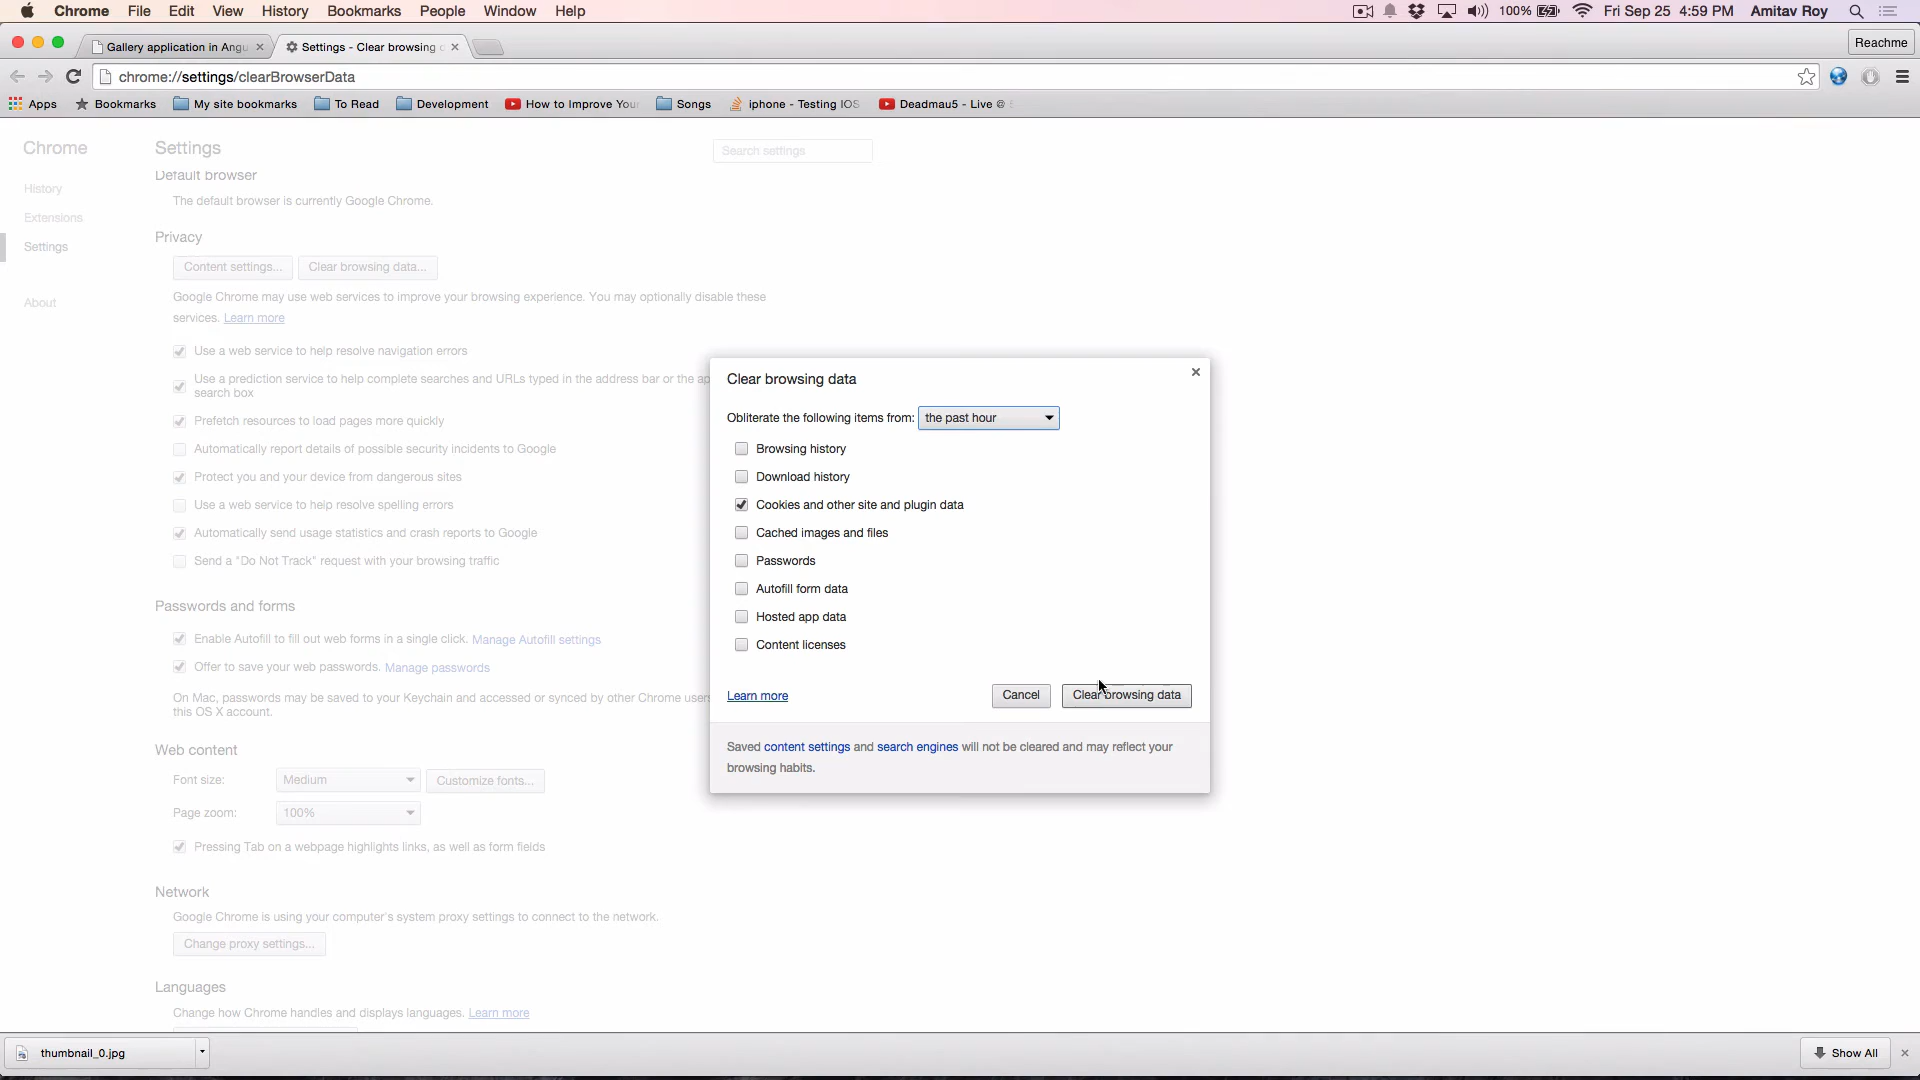 Chrome File Edit View History Bookmarks People Window Help 100% Fri Sep 25 4:59 PM Amitav Roy
Gallery application in Angu Settings - Clear browsing Reachme
chrome://settings/clearBrowserData
Apps Bookmarks My site bookmarks To Read Development How to Improve You Songs iphone - Testing IOS Deadmau5 - Live @
Chrome
History
Extensions
Settings
About
Settings
Search settings
Default browser
The default browser is currently Google Chrome.
Privacy
Content settings... Clear browsing data...
Google Chrome may use web services to improve your browsing experience. You may optionally disable these
services. Learn more
Use a web service to help resolve navigation errors
Use a prediction service to help complete searches and URLs typed in the address bar or the
search box
Prefetch resources to load pages more quickly
Automatically report details of possible security incidents to Google
Protect you and your device from dangerous sites
Use a web service to help resolve spelling errors
Automatically send usage statistics and crash reports to Google
Send a "Do Not Track" request with your browsing traffic
Passwords and forms
Enable Autofill to fill out web forms in a single click. Manage Autofill settings
Offer to save your web passwords. Manage passwords
On Mac, passwords may be saved to your Keychain and accessed or synced by other Chrome users
this OS X account.
Web content
Font size: Medium Customize fonts...
Page zoom: 100%
Pressing Tab on a webpage highlights links, as well as form fields
Network
Google Chrome is using your computer's system proxy settings to connect to the network.
Change proxy settings...
Languages
Change how Chrome handles and displays languages. Learn more
Clear browsing data
Obliterate the following items from: the past hour
Browsing history
Download history
Cookies and other site and plugin data
Cached images and files
Passwords
Autofill form data
Hosted app data
Content licenses
Learn more Cancel Clear browsing data
Saved content settings and search engines will not be cleared and may reflect your
browsing habits.
thumbnail_0.jpg Show All